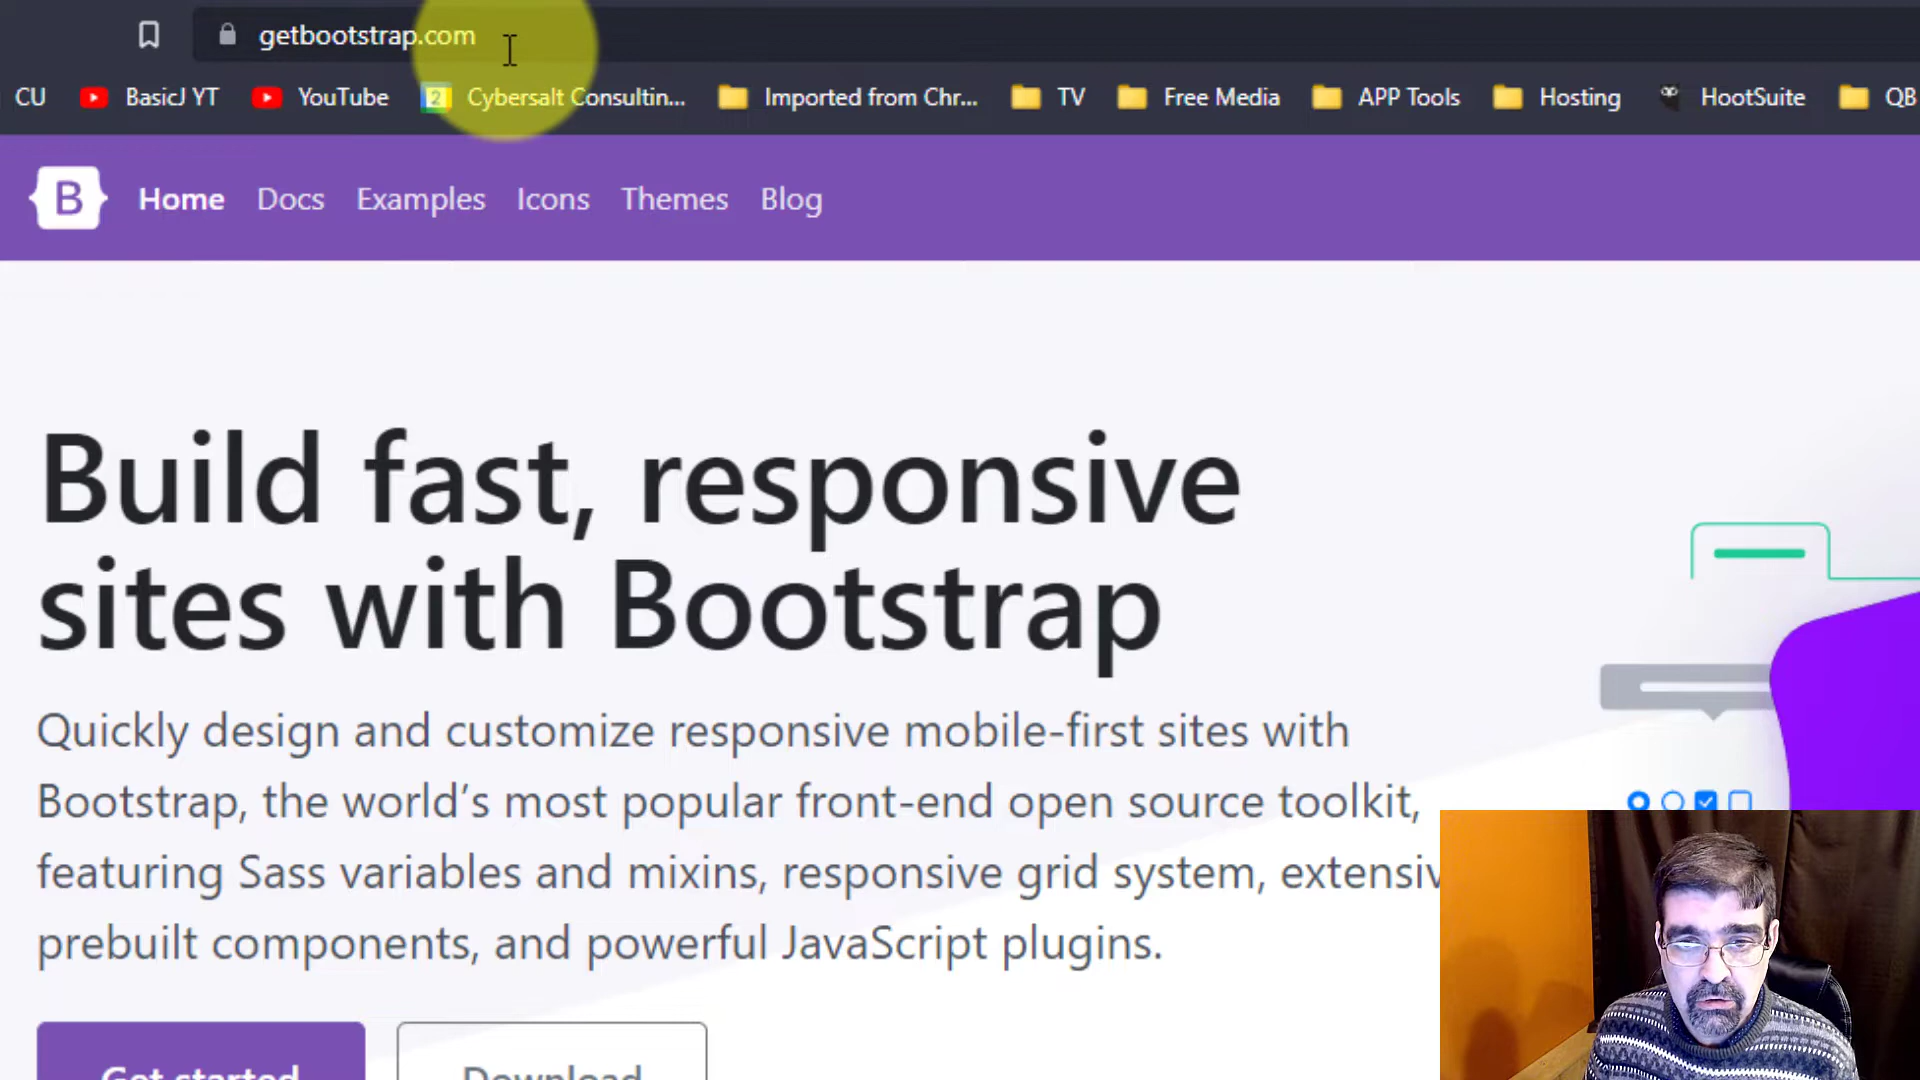 getbootstrap.com
CU BasicJ YT YouTube 2 Cybersalt Consultin... Imported from Chr... TV Free Media APP Tools Hosting HootSuite QB
B Home Docs Examples Icons Themes Blog
Build fast, responsive
sites with Bootstrap
Quickly design and customize responsive mobile-first sites with
Bootstrap, the world’s most popular front-end open source toolkit,
featuring Sass variables and mixins, responsive grid system, extensiv
prebuilt components, and powerful JavaScript plugins.
Get started Download